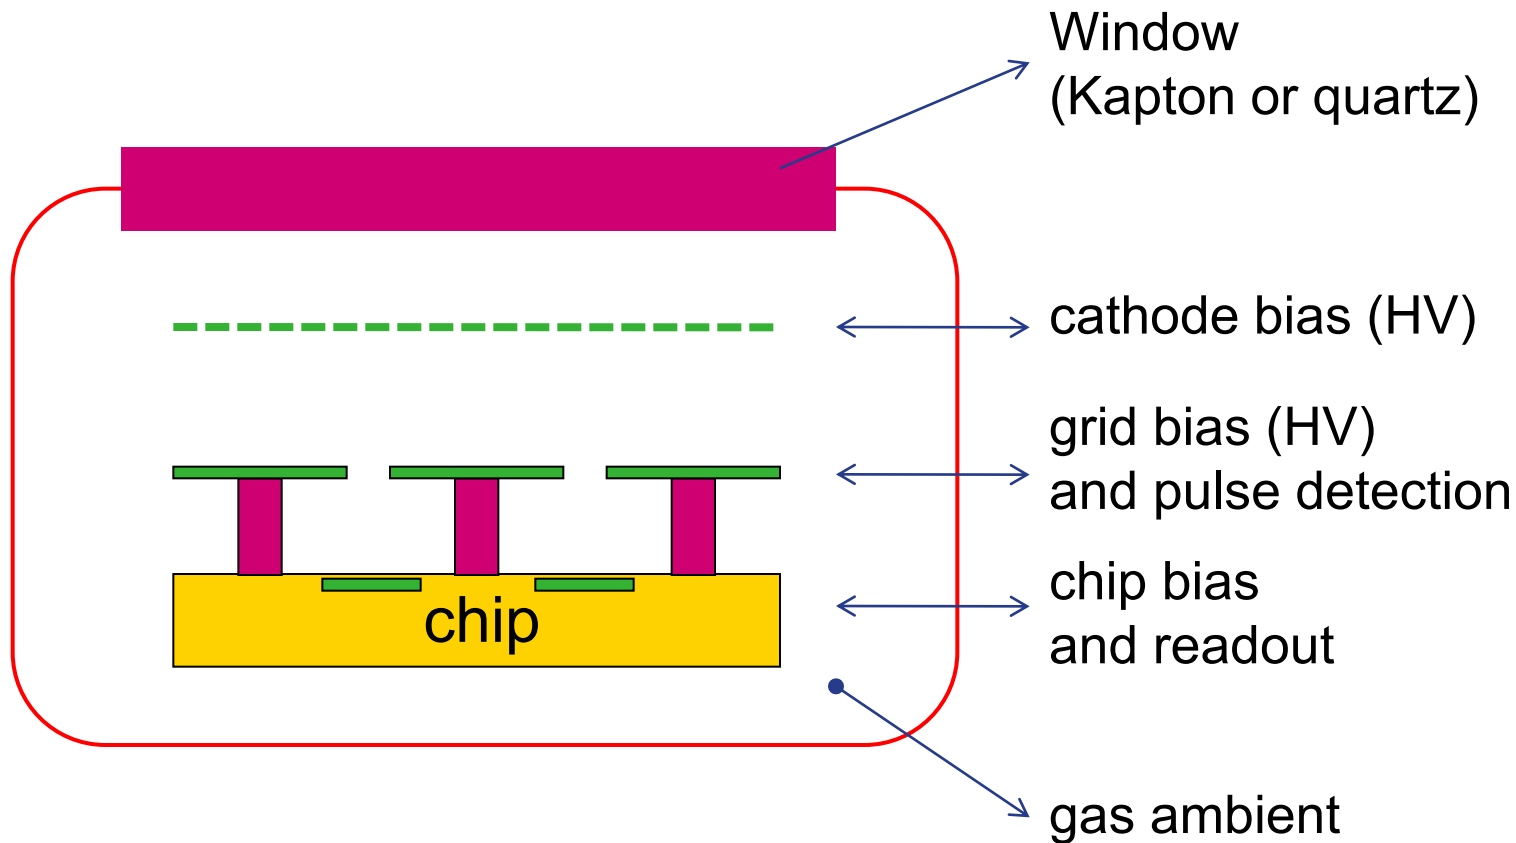 Window
(Kapton or quartz)
cathode bias (HV)
grid bias (HV)
and pulse detection
chip bias
and readout
chip
gas ambient